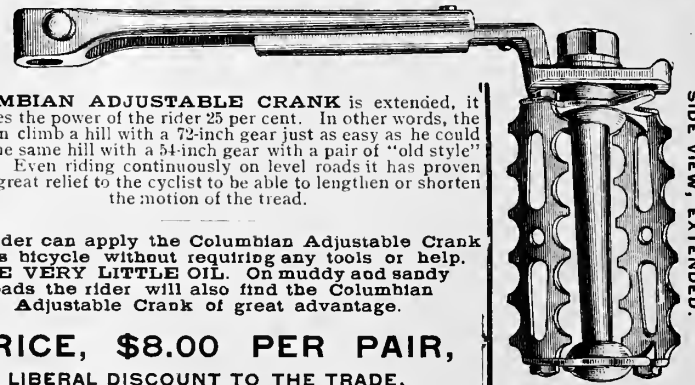 MBIAN ADJUSTABLE CRANK is extended, it
es the power of the rider 25 per cent. In other words, the
n climb a hill with a 72-inch gear just as easy as he could
he same hill with a 54-inch gear with a pair of "old style"
Even riding continuously on level roads it has proven
great relief to the cyclist to be able to lengthen or shorten
the motion of the tread.
der can apply the Columbian Adjustable Crank
s bicycle without requiring any tools or help.
E VERY LITTLE OIL. On muddy and sandy
ads the rider will also find the Columbian
Adjustable Crank of great advantage.
RICE, $8.00 PER PAIR,
LIBERAL DISCOUNT TO THE TRADE.
SIDE VIEW, EXTENDED.